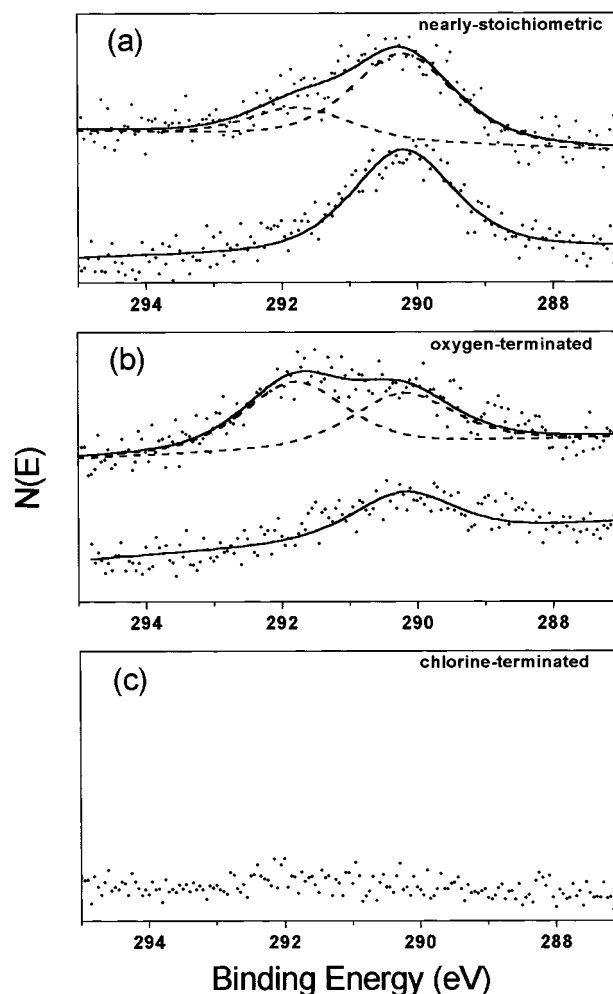 (a) nearly-stoichiometric
294 292 290 288
(b) oxygen-terminated
N(E)
294 292 290 288
(c) chlorine-terminated
294 292 290 288
Binding Energy (eV)